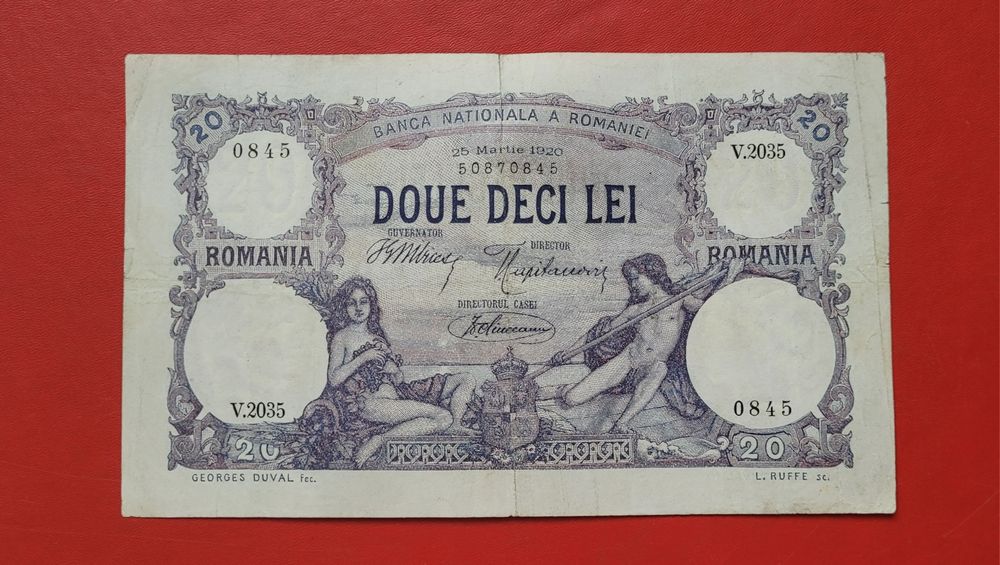 20
20
BANCA NATIONALA A ROMANIEI
0845
25 Martie 1920
V.2035
50870845
DOUE DECI LEI
GUVERNATOR
DIRECTOR
ROMANIA
ROMANIA
DIRECTORUL CASEI
V.2035
0845
20
20
GEORGES DUVAL fec.
L. RUFFE sc.